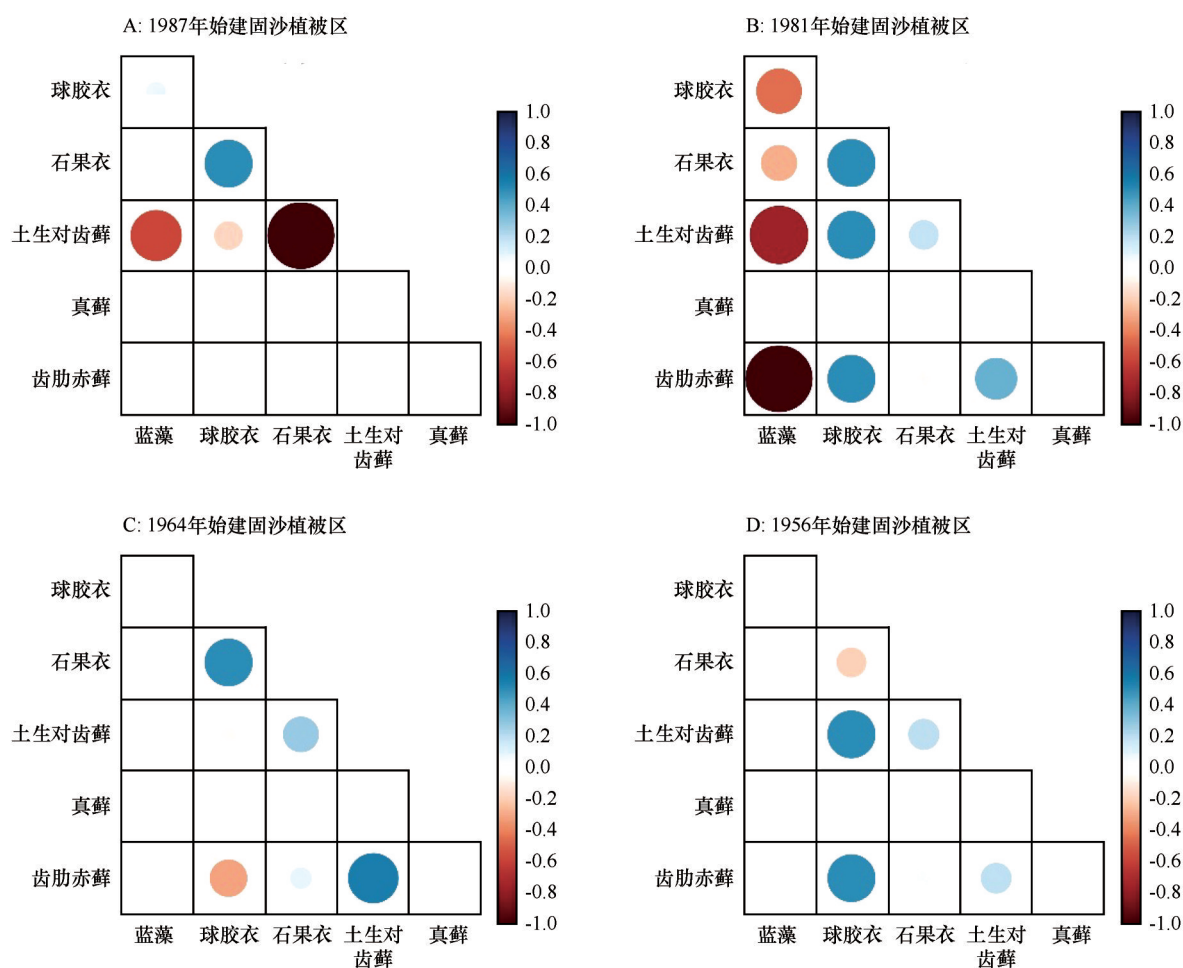 A: 1987年始建固沙植被区
球胶衣
石果衣
土生对齿藓
真藓
齿肋赤藓
蓝藻
球胶衣
石果衣
土生对
齿藓
真藓
1.0
0.8
0.6
0.4
0.2
0.0
-0.2
-0.4
-0.6
-0.8
-1.0
B: 1981年始建固沙植被区
球胶衣
石果衣
土生对齿藓
真藓
齿肋赤藓
蓝藻
球胶衣
石果衣
土生对
齿藓
真藓
1.0
0.8
0.6
0.4
0.2
0.0
-0.2
-0.4
-0.6
-0.8
-1.0
C: 1964年始建固沙植被区
球胶衣
石果衣
土生对齿藓
真藓
齿肋赤藓
蓝藻
球胶衣
石果衣
土生对
齿藓
真藓
1.0
0.8
0.6
0.4
0.2
0.0
-0.2
-0.4
-0.6
-0.8
-1.0
D: 1956年始建固沙植被区
球胶衣
石果衣
土生对齿藓
真藓
齿肋赤藓
蓝藻
球胶衣
石果衣
土生对
齿藓
真藓
1.0
0.8
0.6
0.4
0.2
0.0
-0.2
-0.4
-0.6
-0.8
-1.0